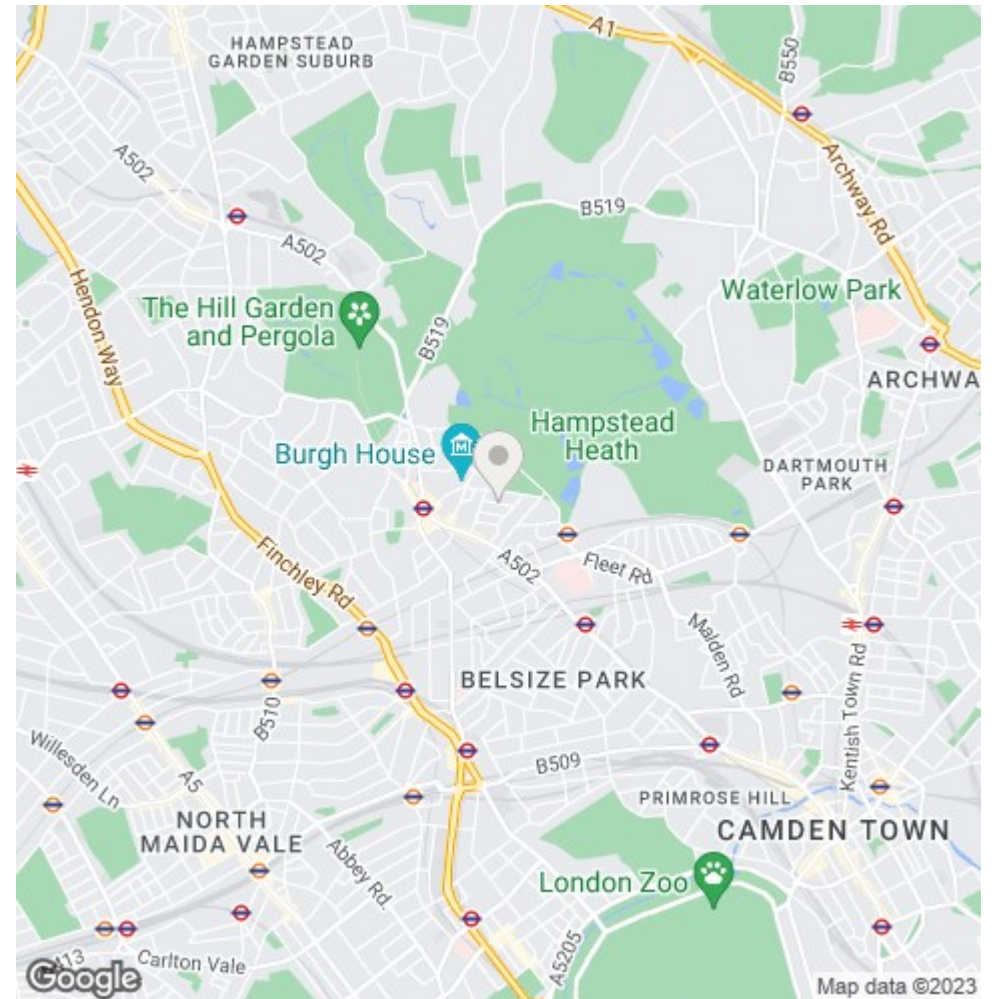 A1
B550
HAMPSTEAD
GARDEN SUBURB
A502
Archway Rd
B519
A502
Waterlow Park
Hendon Way
The Hill Garden
and Pergola
B519
ARCHWA
Hampstead
Heath
Burgh House
DARTMOUTH
PARK
A502
Fleet Rd
Finchley Rd
Malden Rd
BELSIZE PARK
Kentish Town Rd
B510
Willesden Ln
B509
A5
PRIMROSE HILL
NORTH
MAIDA VALE
CAMDEN TOWN
Abbey Rd.
London Zoo
A5205
413
Carlton Vale
Google
Map data ©2023